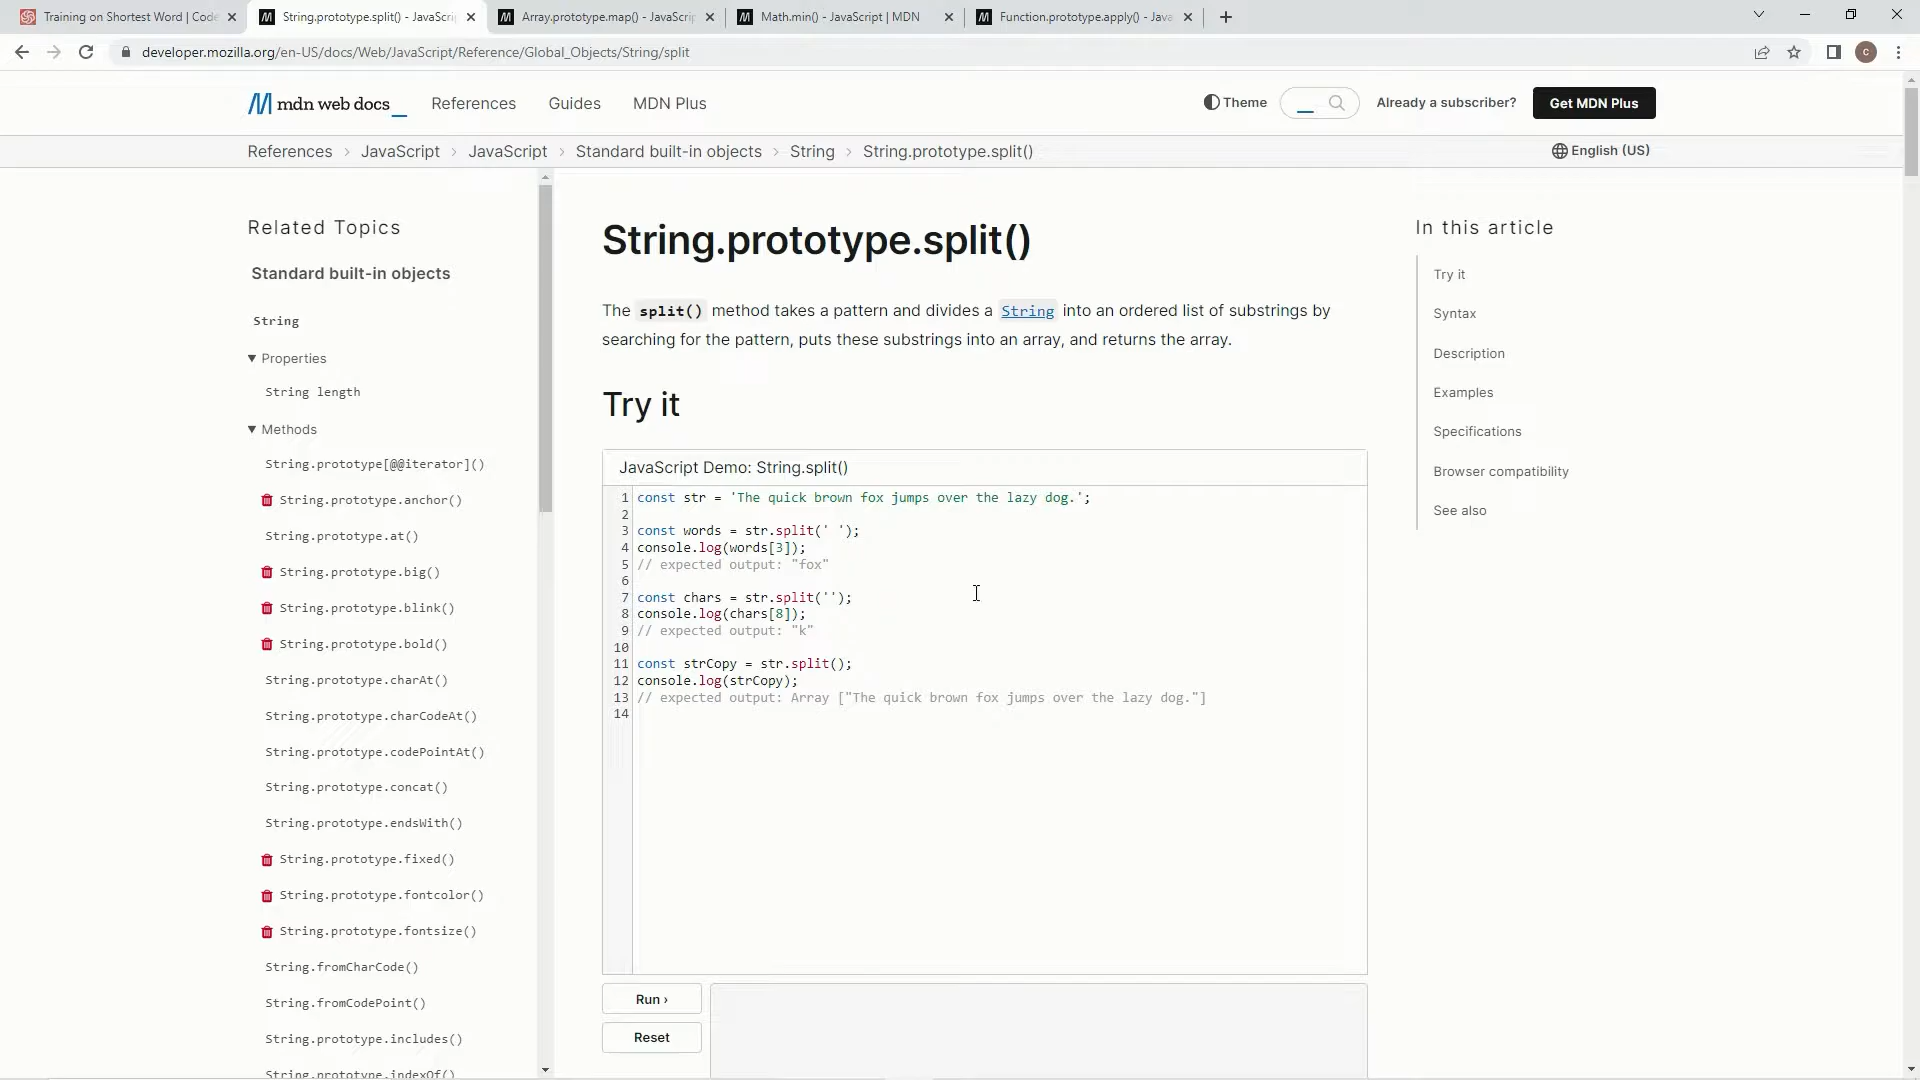 Training on Shortest Word | Code
String.prototype.split() - JavaScrip
Array.prototype.map() - JavaScrip
Math.min() - JavaScript | MDN
Function.prototype.apply() - Java
developer.mozilla.org/en-US/docs/Web/JavaScript/Reference/Global_Objects/String/split
C
mdn web docs_
References
Guides
MDN Plus
Theme
Already a subscriber?
Get MDN Plus
References > JavaScript > JavaScript > Standard built-in objects > String > String.prototype.split()
English (US)
Related Topics
Standard built-in objects
String
▼ Properties
String length
▼ Methods
String.prototype[@@iterator]()
String.prototype.anchor()
String.prototype.at()
String.prototype.big()
String.prototype.blink()
String.prototype.bold()
String.prototype.charAt()
String.prototype.charCodeAt()
String.prototype.codePointAt()
String.prototype.concat()
String.prototype.endsWith()
String.prototype.fixed()
String.prototype.fontcolor()
String.prototype.fontsize()
String.fromCharCode()
String.fromCodePoint()
String.prototype.includes()
String.prototype.indexOf()
String.prototype.split()
The split() method takes a pattern and divides a String into an ordered list of substrings by
searching for the pattern, puts these substrings into an array, and returns the array.
Try it
JavaScript Demo: String.split()
1 const str = 'The quick brown fox jumps over the lazy dog.';
2
3 const words = str.split(' ');
4 console.log(words[3]);
5 // expected output: "fox"
6
7 const chars = str.split('');
8 console.log(chars[8]);
9 // expected output: "k"
10
11 const strCopy = str.split();
12 console.log(strCopy);
13 // expected output: Array ["The quick brown fox jumps over the lazy dog."]
14
Run ›
Reset
In this article
Try it
Syntax
Description
Examples
Specifications
Browser compatibility
See also